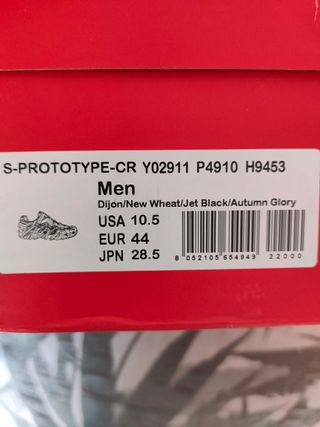 S-PROTOTYPE-CR Y02911 P4910 H9453
Men
Dijon/New Wheat/Jet Black/Autumn Glory
USA 10.5
EUR 44
JPN 28.5
8 052105 654949 22000